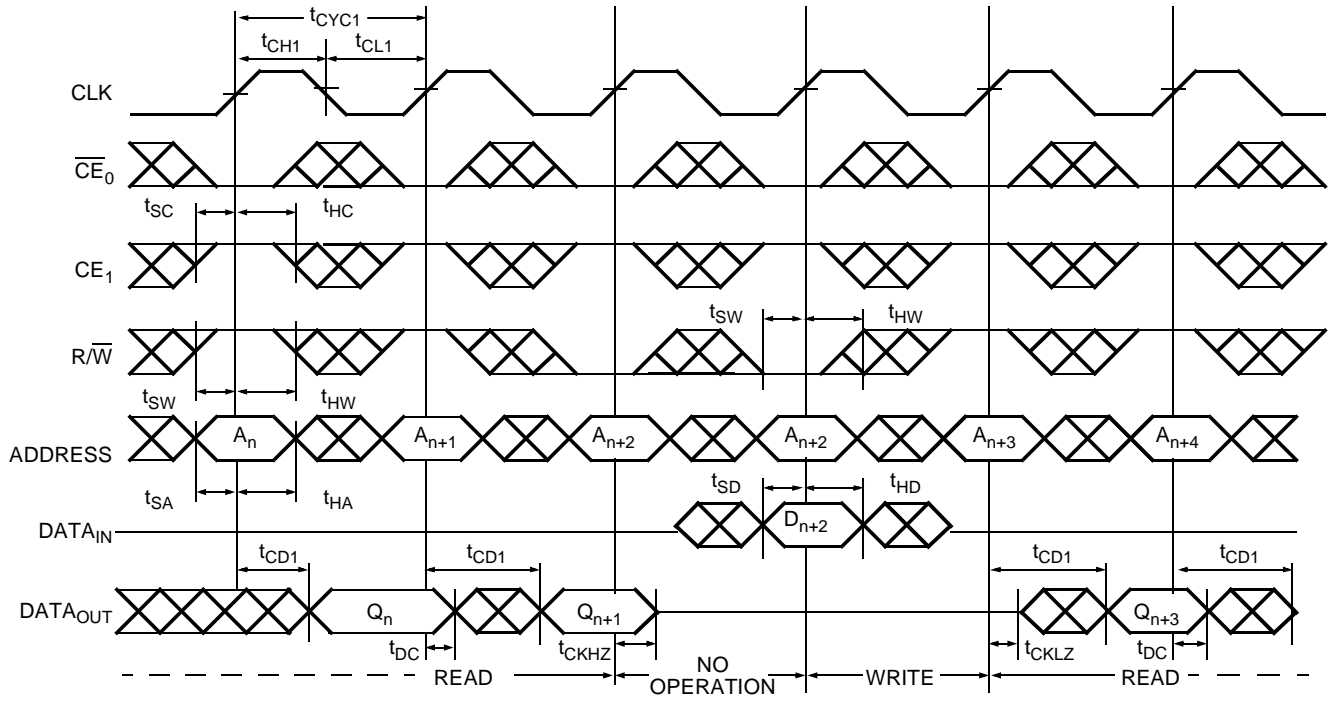 tCYC1
tCH1 tCL1
CLK
CE0
tSC tHC
CE1
tSW tHW
R/W
tSW tHW
ADDRESS An An+1 An+2 An+2 An+3 An+4
tSA tHA tSD tHD
DATAIN Dn+2
tCD1 tCD1 tCD1 tCD1
DATAOUT Qn Qn+1 Qn+3
tDC tCKHZ tCKLZ tDC
READ NO OPERATION WRITE READ